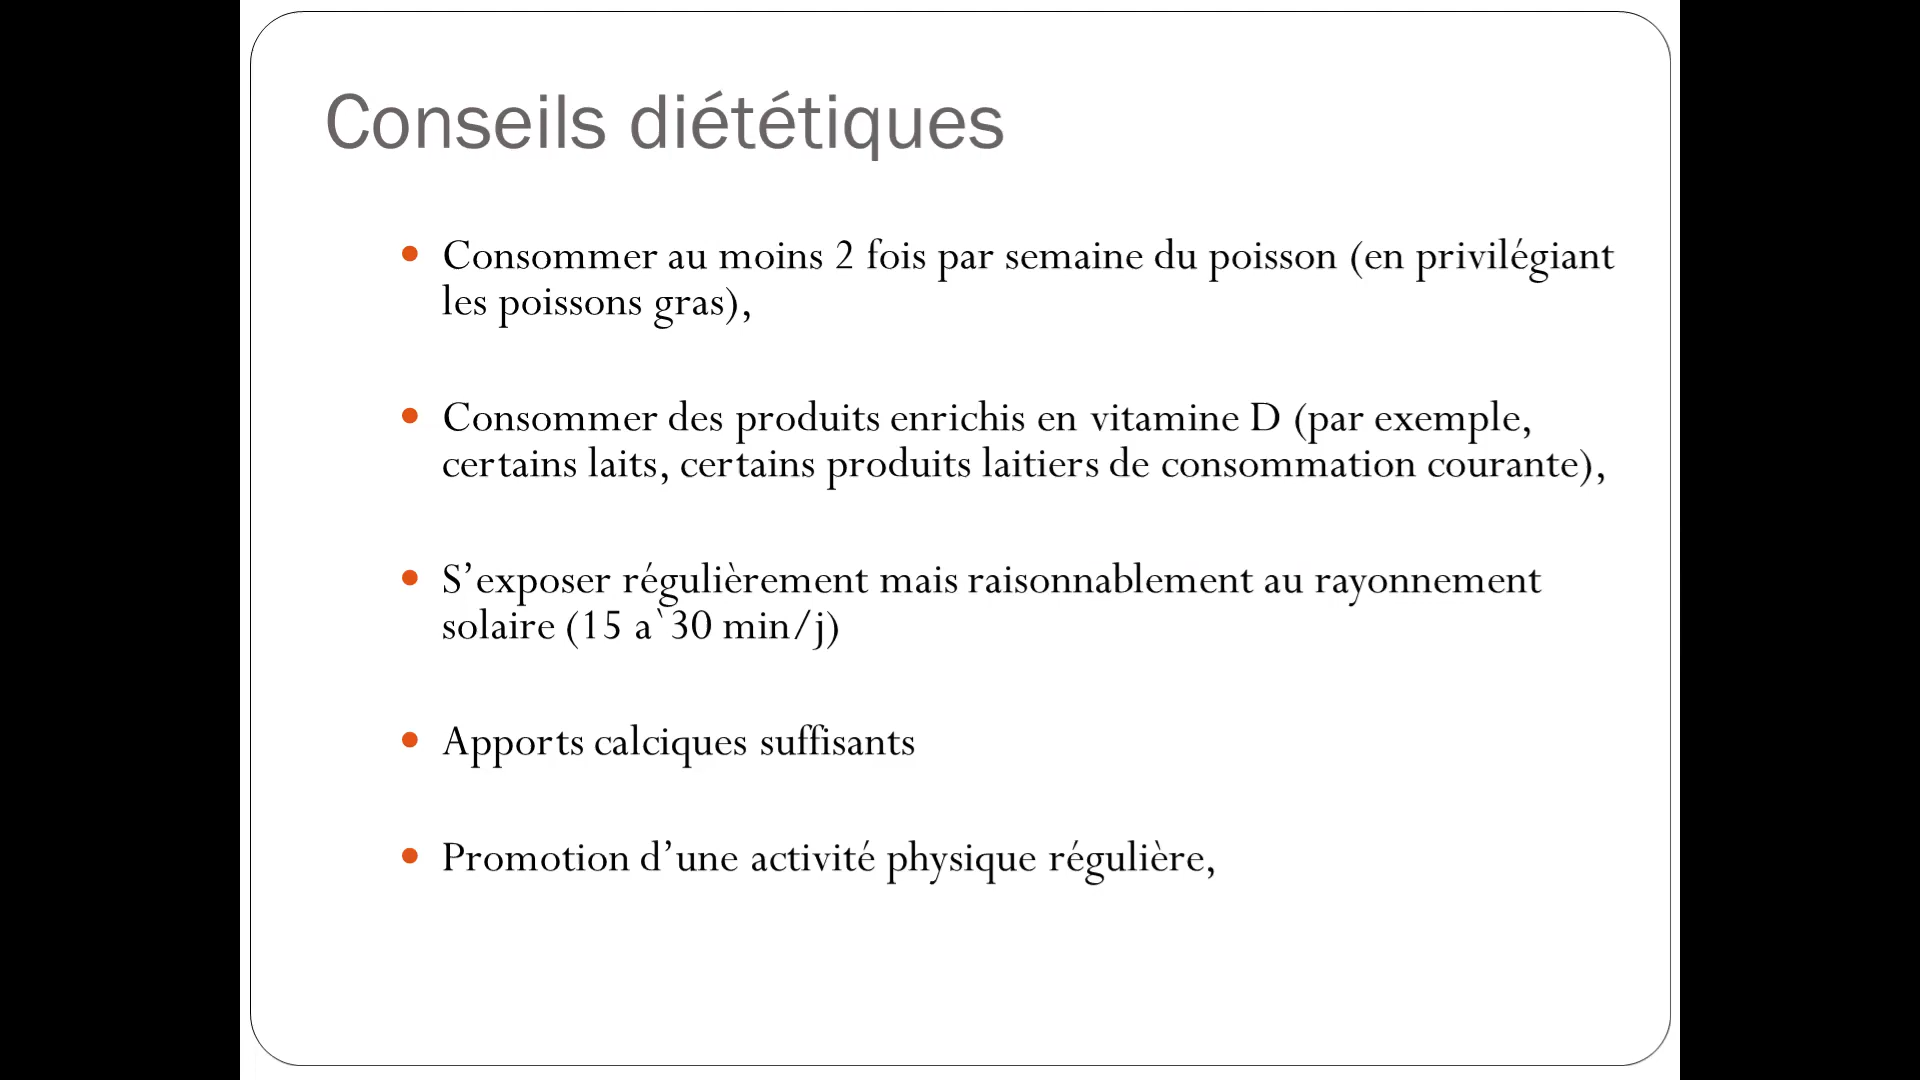 Conseils diététiques
• Consommer au moins 2 fois par semaine du poisson (en privilégiant
les poissons gras),
• Consommer des produits enrichis en vitamine D (par exemple,
certains laits, certains produits laitiers de consommation courante),
• S’exposer régulièrement mais raisonnablement au rayonnement
solaire (15 a`30 min/j)
• Apports calciques suffisants
• Promotion d’une activité physique régulière,